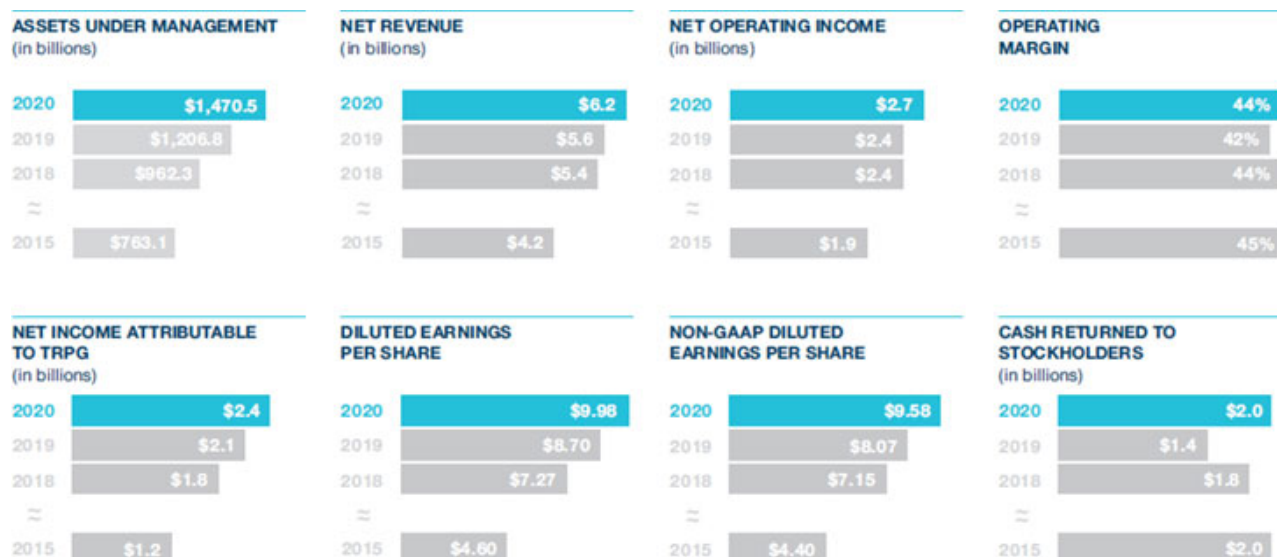 ASSETS UNDER MANAGEMENT
(in billions)
2020 $1,470.5
2019 $1,206.8
2018 $962.3
≈
2015 $763.1
NET REVENUE
(in billions)
2020 $6.2
2019 $5.6
2018 $5.4
≈
2015 $4.2
NET OPERATING INCOME
(in billions)
2020 $2.7
2019 $2.4
2018 $2.4
≈
2015 $1.9
OPERATING
MARGIN
2020 44%
2019 42%
2018 44%
≈
2015 45%
NET INCOME ATTRIBUTABLE
TO TRPG
(in billions)
2020 $2.4
2019 $2.1
2018 $1.8
≈
2015 $1.2
DILUTED EARNINGS
PER SHARE
2020 $9.98
2019 $8.70
2018 $7.27
≈
2015 $4.60
NON-GAAP DILUTED
EARNINGS PER SHARE
2020 $9.58
2019 $8.07
2018 $7.15
≈
2015 $4.40
CASH RETURNED TO
STOCKHOLDERS
(in billions)
2020 $2.0
2019 $1.4
2018 $1.8
≈
2015 $2.0